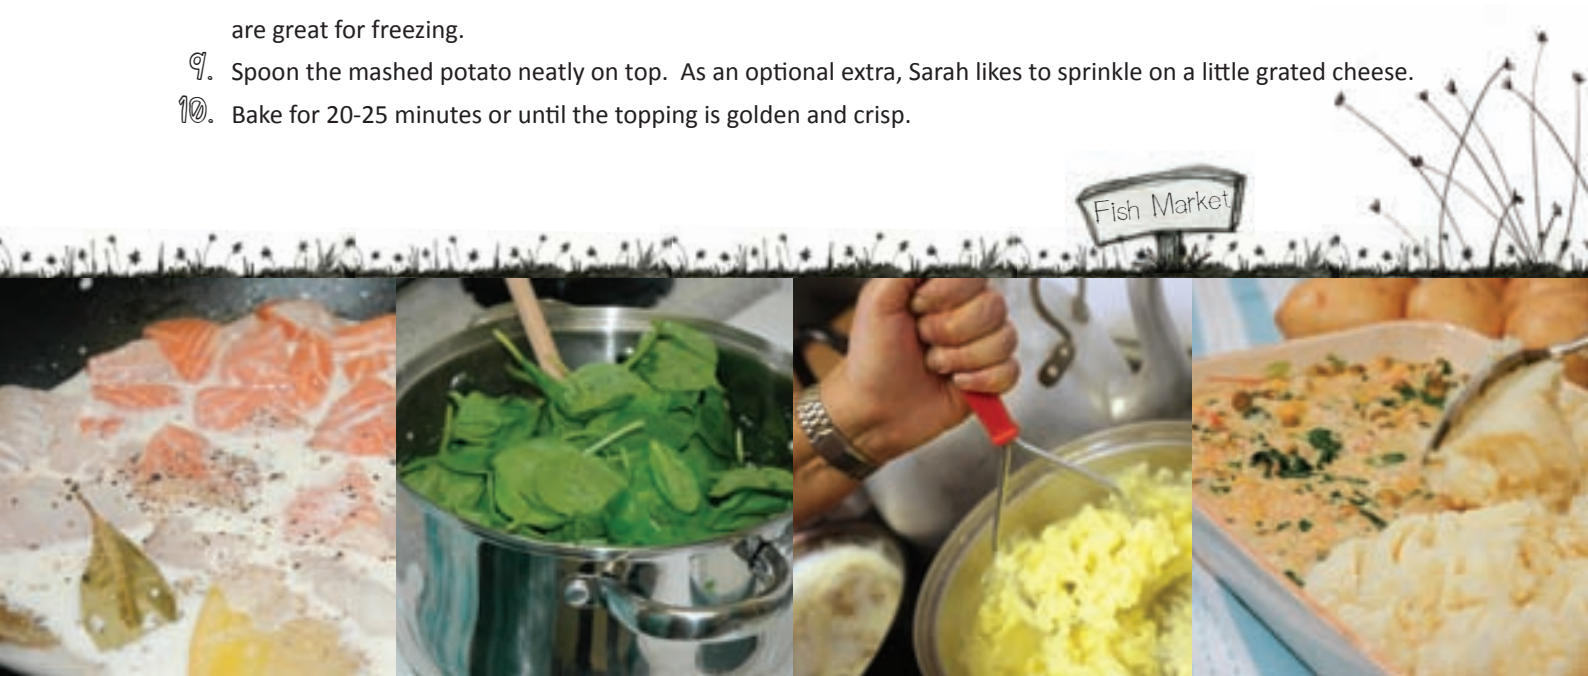 are great for freezing.
9. Spoon the mashed potato neatly on top.  As an optional extra, Sarah likes to sprinkle on a little grated cheese.
10. Bake for 20-25 minutes or until the topping is golden and crisp.
Fish Market